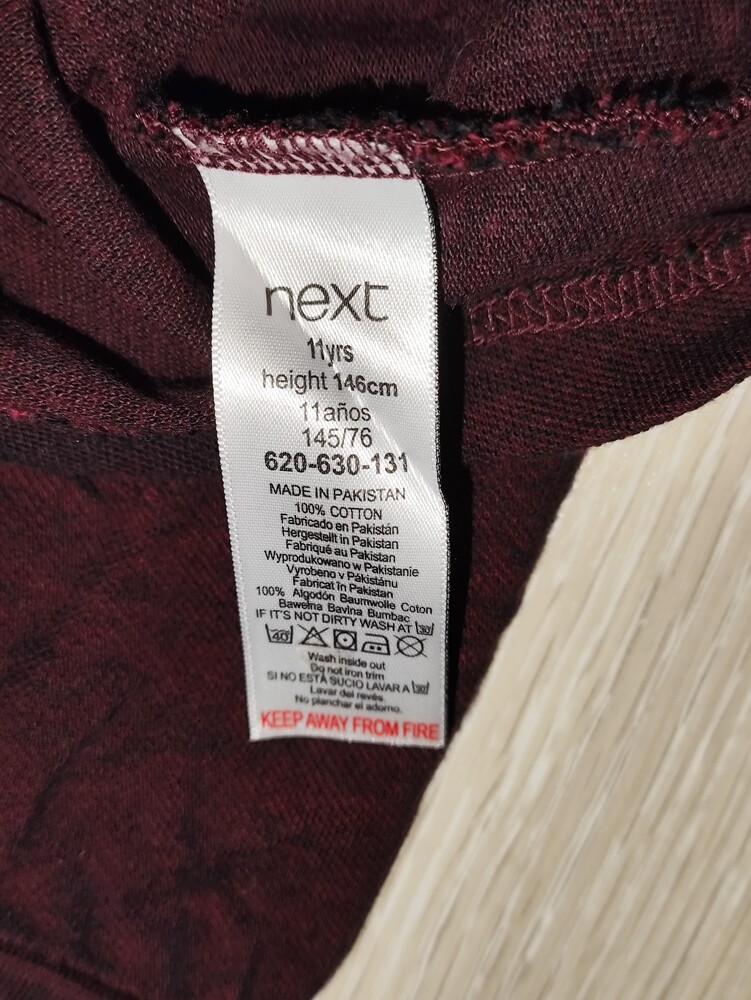 next
11yrs
height 146cm
11años
145/76
620-630-131
MADE IN PAKISTAN
100% COTTON
Fabricado en Pakistán
Hergestellt in Pakistan
Fabriqué au Pakistan
Wyprodukowano w Pakistanie
Vyrobeno v Pákistánu
Fabricat în Pakistan
100% Algodón Baumwolle Coton
Bawełna Bavlna Bumbac
IF IT'S NOT DIRTY WASH AT 30°
40°
Wash inside out
Do not iron trim
SI NO ESTÁ SUCIO LAVAR A 30°
Lavar del revés.
No planchar el adorno.
KEEP AWAY FROM FIRE